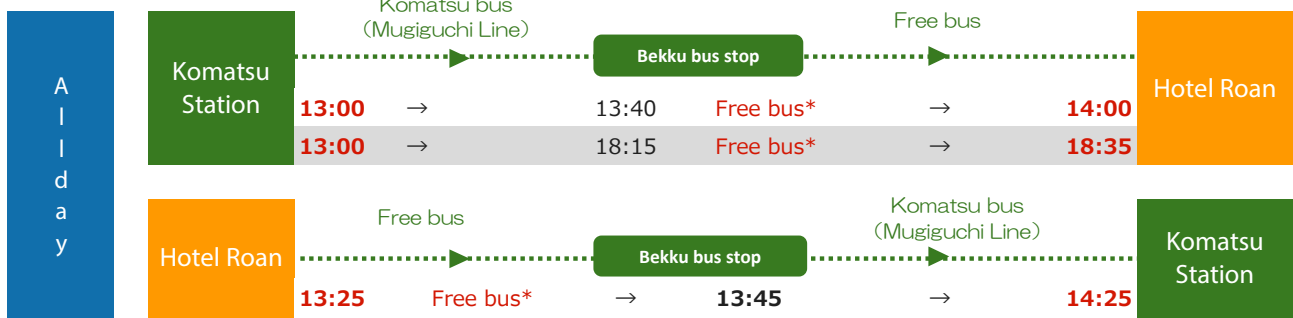 Allday
Komatsu bus
(Mugiguchi Line)
Free bus
Komatsu
Station
Bekku bus stop
Hotel Roan
13:00 → 13:40 Free bus* → 14:00
13:00 → 18:15 Free bus* → 18:35
Free bus
Komatsu bus
(Mugiguchi Line)
Hotel Roan
Bekku bus stop
Komatsu
Station
13:25 Free bus* → 13:45 → 14:25